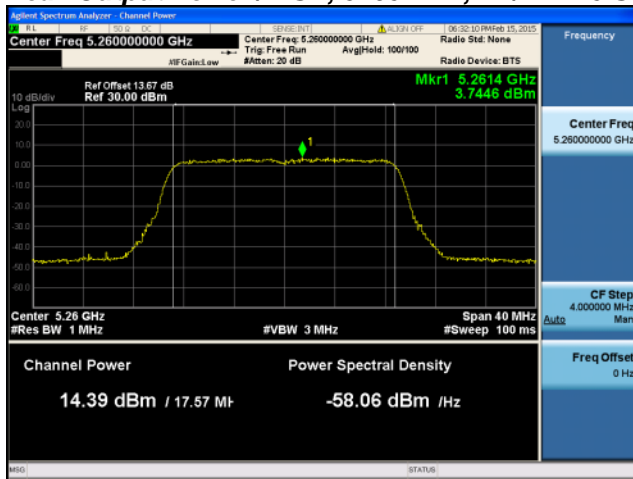 Agilent Spectrum Analyzer - Channel Power
RL RF 50 Ω DC SENSE:INT ALIGN OFF 06:32:10 PM Feb 15, 2015
Center Freq 5.260000000 GHz
Center Freq: 5.260000000 GHz
Radio Std: None
Trig: Free Run Avg|Hold: 100/100
#IFGain:Low #Atten: 20 dB Radio Device: BTS
Frequency
Ref Offset 13.67 dB
10 dB/div Ref 30.00 dBm
Mkr1 5.2614 GHz
3.7446 dBm
Log
20.0
10.0
0.00
-10.0
-20.0
-30.0
-40.0
-50.0
-60.0
1
Center Freq
5.260000000 GHz
Center 5.26 GHz Span 40 MHz
#Res BW 1 MHz #VBW 3 MHz #Sweep 100 ms
CF Step
4.000000 MHz
Auto Man
Channel Power Power Spectral Density
14.39 dBm / 17.57 MH -58.06 dBm /Hz
Freq Offset
0 Hz
MSG STATUS